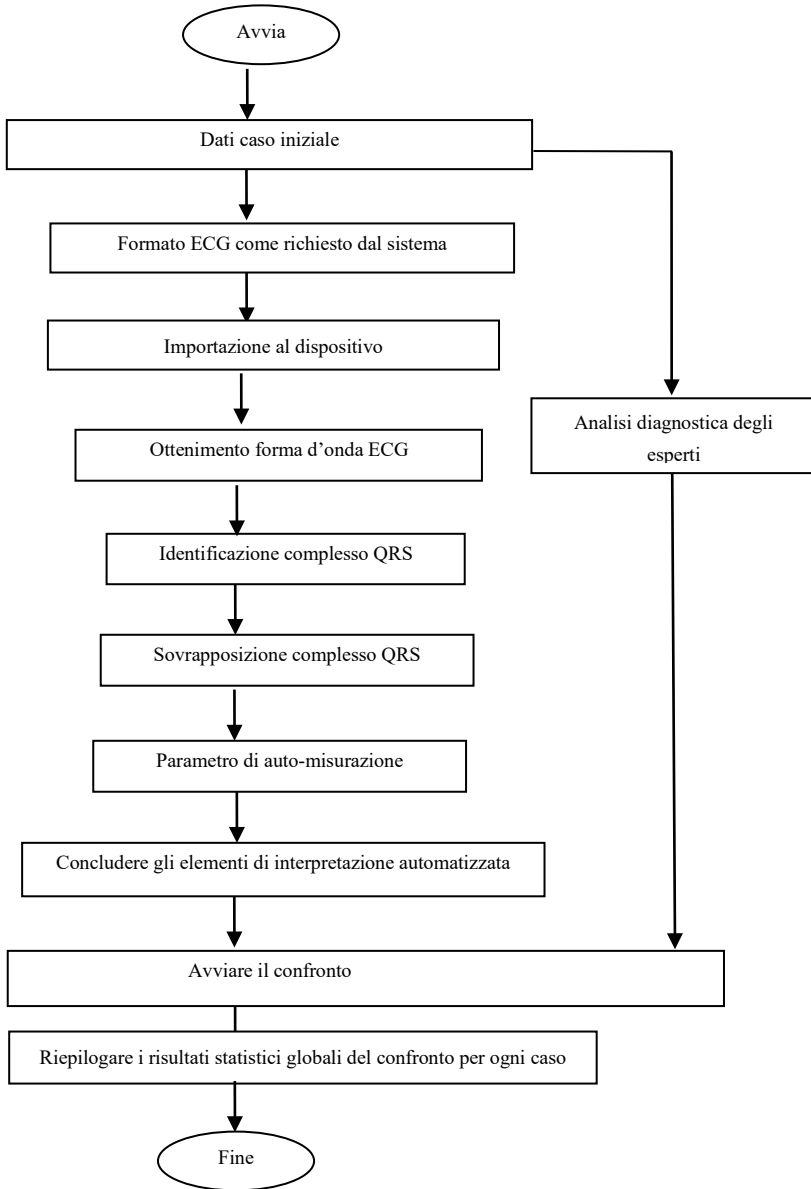 Avvia
Dati caso iniziale
Formato ECG come richiesto dal sistema
Importazione al dispositivo
Analisi diagnostica degli
esperti
Ottenimento forma d’onda ECG
Identificazione complesso QRS
Sovrapposizione complesso QRS
Parametro di auto-misurazione
Concludere gli elementi di interpretazione automatizzata
Avviare il confronto
Riepilogare i risultati statistici globali del confronto per ogni caso
Fine